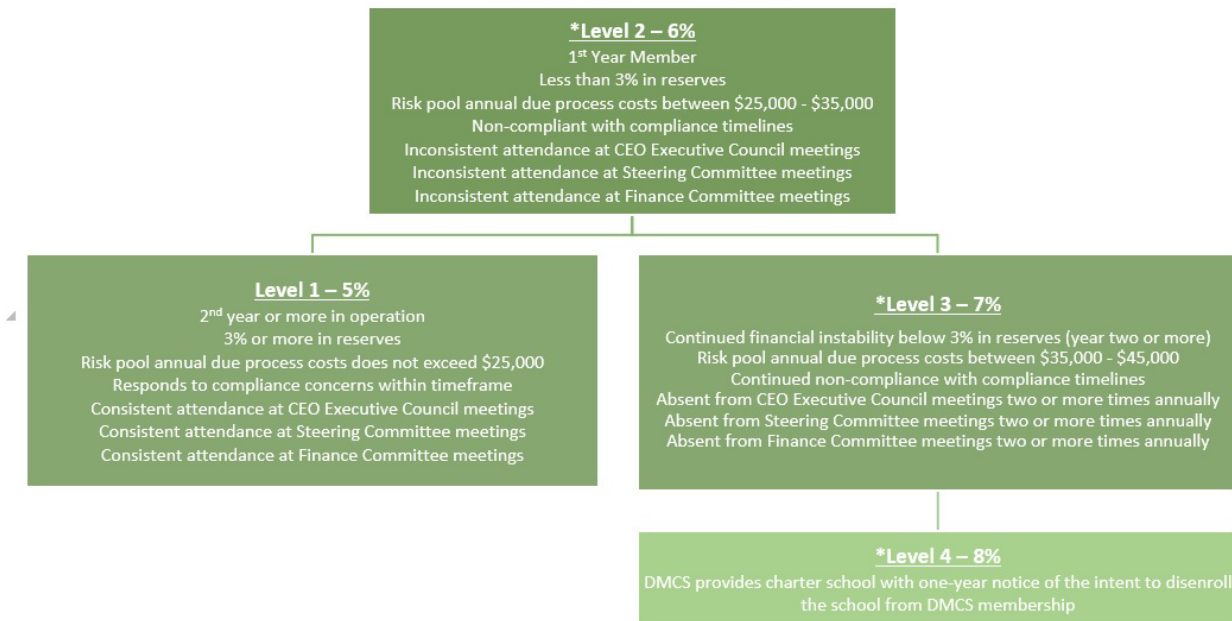 *Level 2 – 6%
1st Year Member
Less than 3% in reserves
Risk pool annual due process costs between $25,000 - $35,000
Non-compliant with compliance timelines
Inconsistent attendance at CEO Executive Council meetings
Inconsistent attendance at Steering Committee meetings
Inconsistent attendance at Finance Committee meetings
Level 1 – 5%
2nd year or more in operation
3% or more in reserves
Risk pool annual due process costs does not exceed $25,000
Responds to compliance concerns within timeframe
Consistent attendance at CEO Executive Council meetings
Consistent attendance at Steering Committee meetings
Consistent attendance at Finance Committee meetings
*Level 3 – 7%
Continued financial instability below 3% in reserves (year two or more)
Risk pool annual due process costs between $35,000 - $45,000
Continued non-compliance with compliance timelines
Absent from CEO Executive Council meetings two or more times annually
Absent from Steering Committee meetings two or more times annually
Absent from Finance Committee meetings two or more times annually
*Level 4 – 8%
DMCS provides charter school with one-year notice of the intent to disenroll
the school from DMCS membership